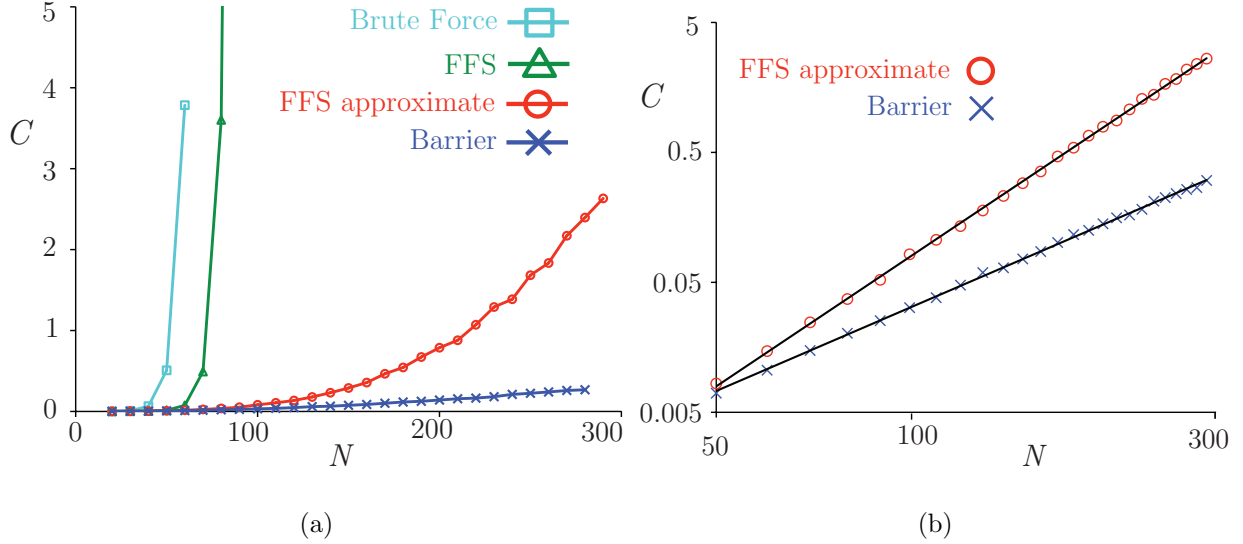 5
4
3
2
1
0
C
0
100
200
300
N
Brute Force
FFS
FFS approximate
Barrier
(a)
5
0.5
0.05
0.005
C
50
100
300
N
FFS approximate
Barrier
(b)